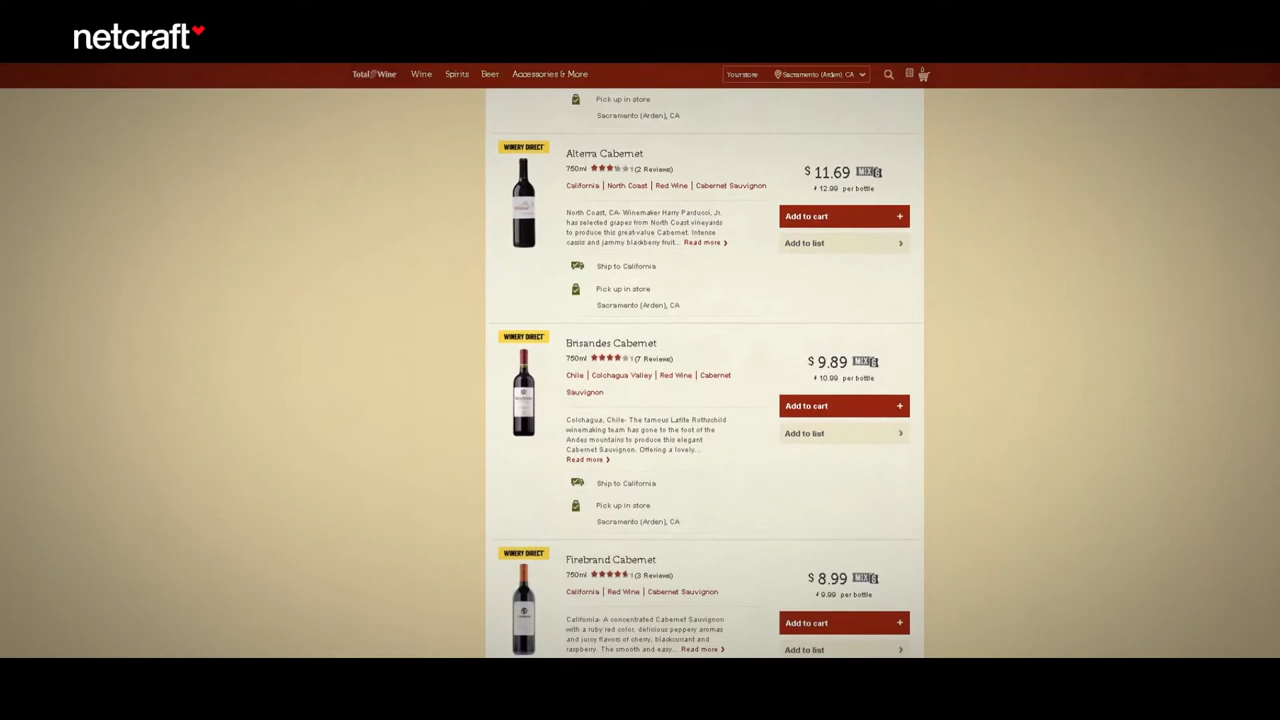 netcraft
Total Wine Wine Spirits Beer Accessories & More Your store Sacramento (Arden), CA 0
Pick up in store
Sacramento (Arden), CA
WINERY DIRECT
Alterra Cabernet
750ml (2 Reviews)
California | North Coast | Red Wine | Cabernet Sauvignon
North Coast, CA- Winemaker Harry Parducci, Jr.
has selected grapes from North Coast vineyards
to produce this great-value Cabernet. Intense
cassis and jammy blackberry fruit... Read more
Ship to California
Pick up in store
Sacramento (Arden), CA
$ 11.69 MIX 6
$ 12.99 per bottle
Add to cart +
Add to list
WINERY DIRECT
Brisandes Cabernet
750ml (7 Reviews)
Chile | Colchagua Valley | Red Wine | Cabernet
Sauvignon
Colchagua, Chile- The famous Lafite Rothschild
winemaking team has gone to the foot of the
Andes mountains to produce this elegant
Cabernet Sauvignon. Offering a lovely...
Read more
Ship to California
Pick up in store
Sacramento (Arden), CA
$ 9.89 MIX 6
$ 10.99 per bottle
Add to cart +
Add to list
WINERY DIRECT
Firebrand Cabernet
750ml (3 Reviews)
California | Red Wine | Cabernet Sauvignon
California- A concentrated Cabernet Sauvignon
with a ruby red color, delicious peppery aromas
and juicy flavors of cherry, blackcurrant and
raspberry. The smooth and easy... Read more
$ 8.99 MIX 6
$ 9.99 per bottle
Add to cart +
Add to list